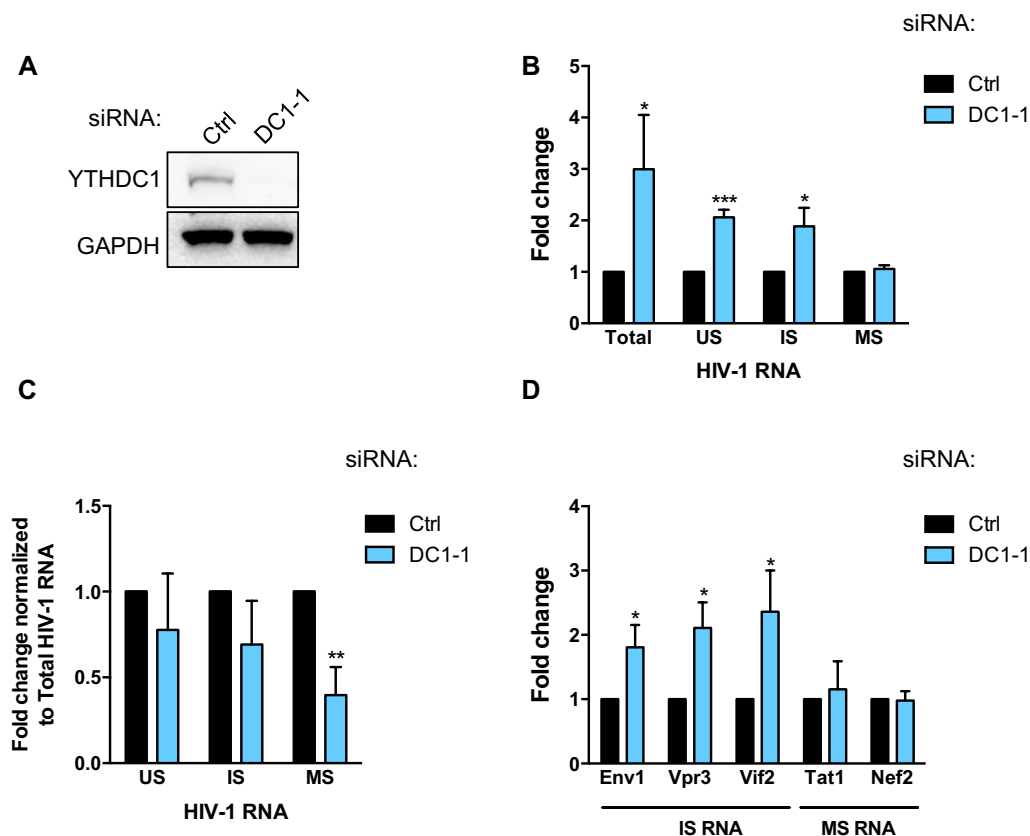 A
siRNA:
Ctrl
DC1-1
YTHDC1
GAPDH
B
siRNA:
Ctrl
DC1-1
Fold change
5
4
3
2
1
0
*
***
*
Total US IS MS
HIV-1 RNA
C
siRNA:
Ctrl
DC1-1
Fold change normalized
to Total HIV-1 RNA
1.5
1.0
0.5
0.0
**
US IS MS
HIV-1 RNA
D
siRNA:
Ctrl
DC1-1
Fold change
4
3
2
1
0
*
*
*
Env1 Vpr3 Vif2 Tat1 Nef2
IS RNA MS RNA